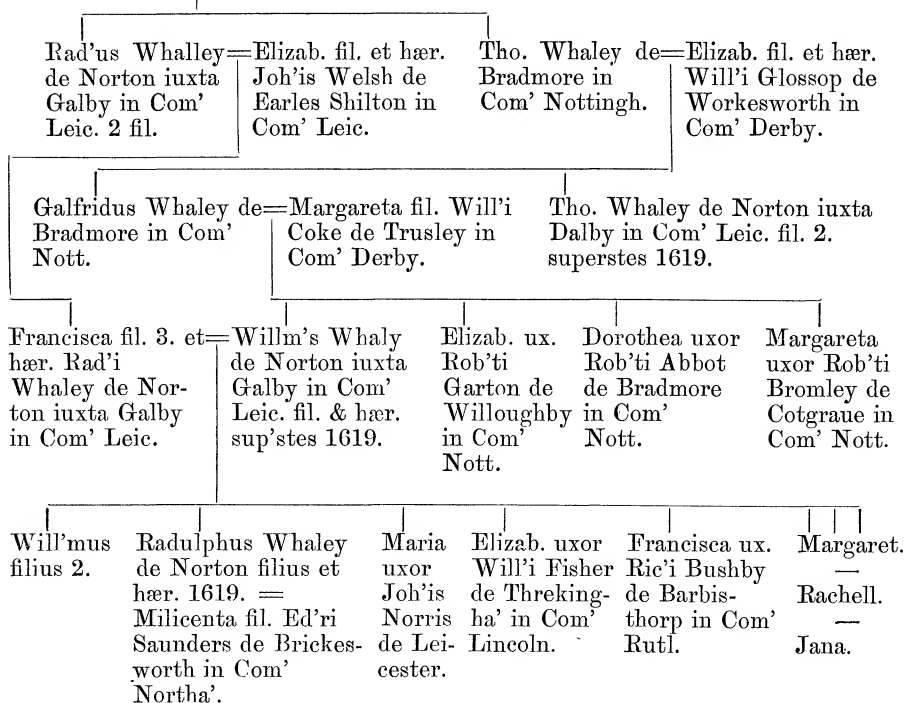 Rad'us Whalley=
de Norton iuxta
Galby in Com'
Leic. 2 fil.
Elizab. fil. et hær.
Joh'is Welsh de
Earles Shilton in
Com' Leic.
Tho. Whaley de=
Bradmore in
Com' Nottingh.
Elizab. fil. et hær.
Will'i Glossop de
Workesworth in
Com' Derby.
Galfridus Whaley de=
Bradmore in Com'
Nott.
Margareta fil. Will'i
Coke de Trusley in
Com' Derby.
Tho. Whaley de Norton iuxta
Dalby in Com' Leic. fil. 2.
superstes 1619.
Francisca fil. 3. et=
hær. Rad'i
Whaley de Nor-
ton iuxta Galby
in Com' Leic.
Willm's Whaly
de Norton iuxta
Galby in Com'
Leic. fil. & hær.
sup'stes 1619.
Elizab. ux.
Rob'ti
Garton de
Willoughby
in Com'
Nott.
Dorothea uxor
Rob'ti Abbot
de Bradmore
in Com'
Nott.
Margareta
uxor Rob'ti
Bromley de
Cotgraue in
Com' Nott.
Will'mus
filius 2.
Radulphus Whaley
de Norton filius et
hær. 1619. =
Milicenta fil. Ed'ri
Saunders de Brickes-
worth in Com'
Northa'.
Maria
uxor
Joh'is
Norris
de Lei-
cester.
Elizab. uxor
Will'i Fisher
de Threking-
ha' in Com'
Lincoln.
Francisca ux.
Ric'i Bushby
de Barbis-
thorp in Com'
Rutl.
Margaret.
—
Rachell.
—
Jana.